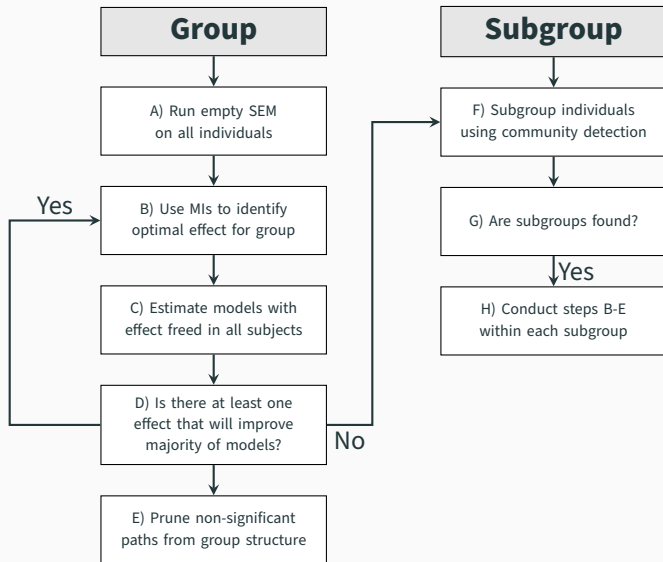 Group
A) Run empty SEM
on all individuals
Yes
B) Use MIs to identify
optimal effect for group
C) Estimate models with
effect freed in all subjects
D) Is there at least one
effect that will improve
majority of models?
No
E) Prune non-significant
paths from group structure
Subgroup
F) Subgroup individuals
using community detection
G) Are subgroups found?
Yes
H) Conduct steps B-E
within each subgroup